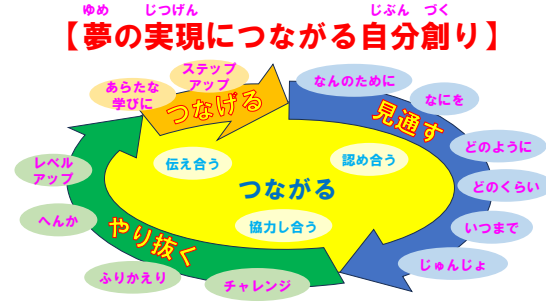 ゆめ じつげん じぶん づく
【夢の実現につながる自分創り】
ステップ
アップ
あらたな
学びに
つなげる
なんのために
なにを
見通す
どのように
どのくらい
いつまで
じゅんじょ
伝え合う
認め合う
つながる
協力し合う
レベル
アップ
へんか
やり抜く
ふりかえり
チャレンジ